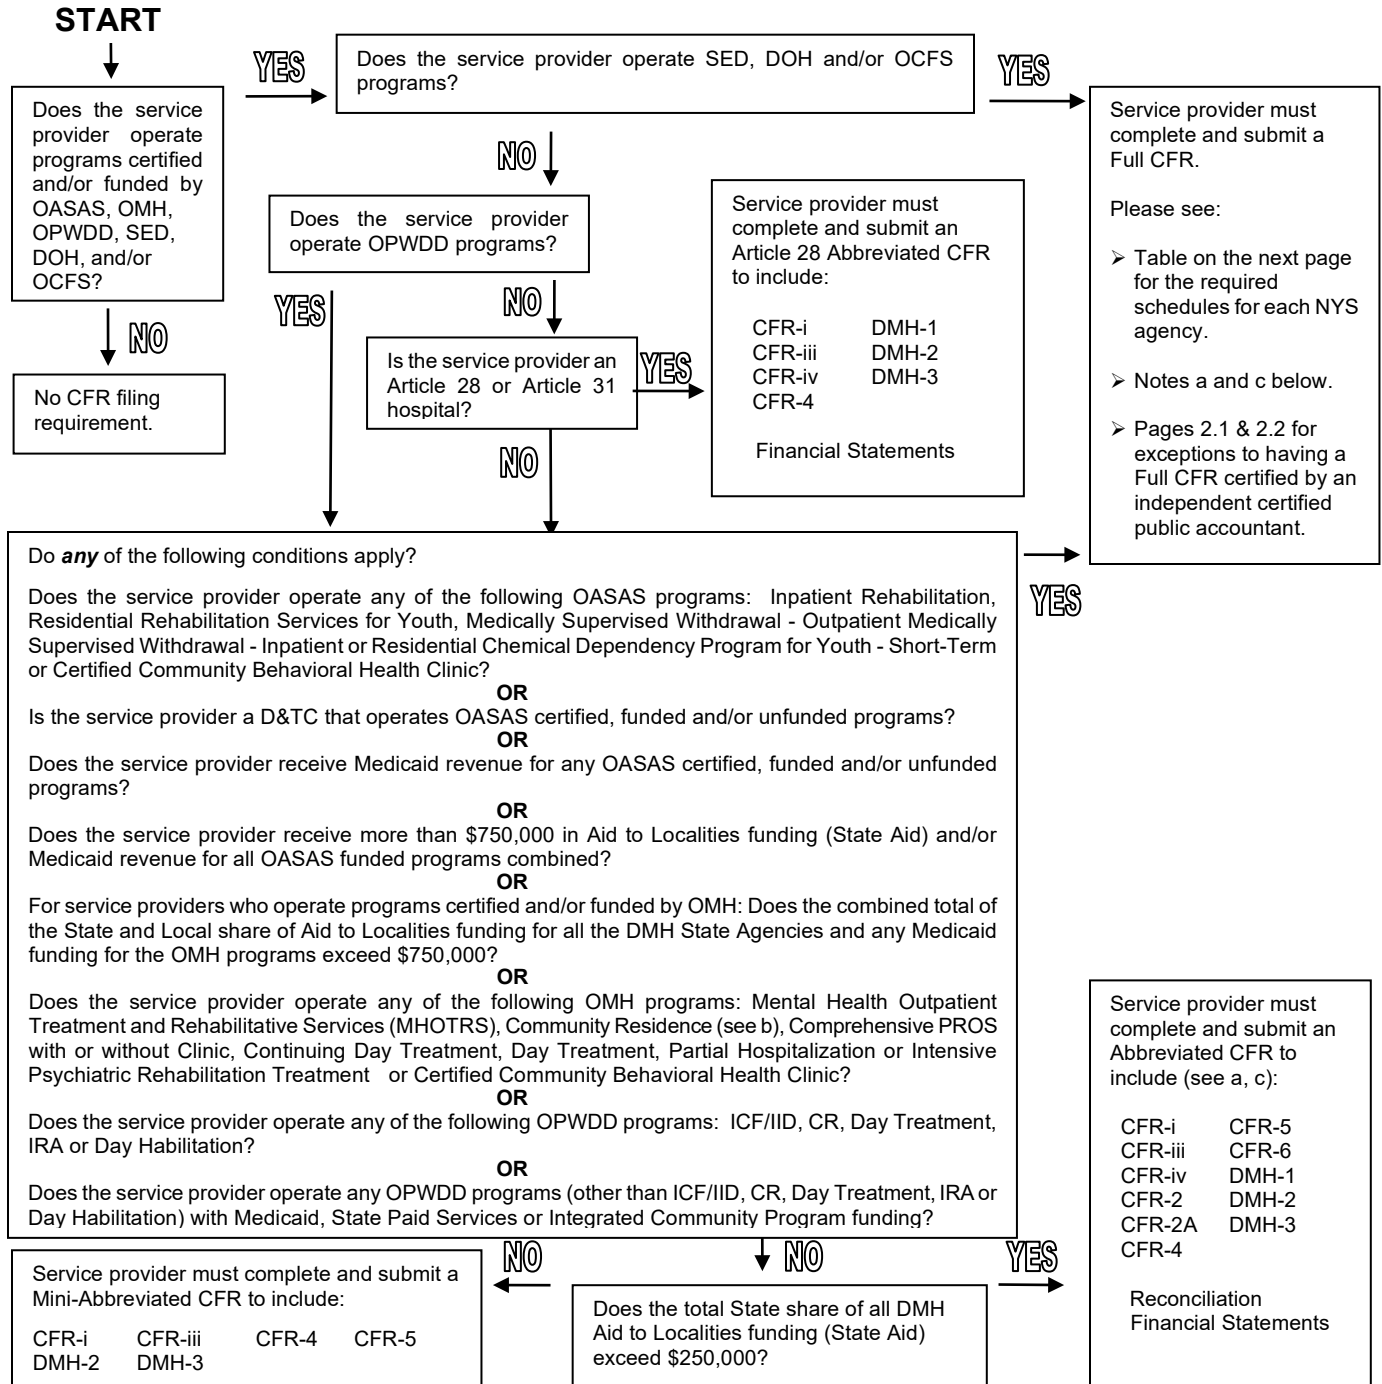 START
YES
Does the service provider operate SED, DOH and/or OCFS
programs?
YES
Does the service
provider operate
programs certified
and/or funded by
OASAS, OMH,
OPWDD, SED,
DOH, and/or
OCFS?
NO
No CFR filing
requirement.
NO
Does the service provider
operate OPWDD programs?
YES
NO
Is the service provider an
Article 28 or Article 31
hospital?
YES
NO
Service provider must
complete and submit an
Article 28 Abbreviated CFR
to include:
CFR-i DMH-1
CFR-iii DMH-2
CFR-iv DMH-3
CFR-4
Financial Statements
Service provider must
complete and submit a
Full CFR.
Please see:
➢ Table on the next page
for the required
schedules for each NYS
agency.
➢ Notes a and c below.
➢ Pages 2.1 & 2.2 for
exceptions to having a
Full CFR certified by an
independent certified
public accountant.
Do any of the following conditions apply?
Does the service provider operate any of the following OASAS programs: Inpatient Rehabilitation,
Residential Rehabilitation Services for Youth, Medically Supervised Withdrawal - Outpatient Medically
Supervised Withdrawal - Inpatient or Residential Chemical Dependency Program for Youth - Short-Term
or Certified Community Behavioral Health Clinic?
OR
Is the service provider a D&TC that operates OASAS certified, funded and/or unfunded programs?
OR
Does the service provider receive Medicaid revenue for any OASAS certified, funded and/or unfunded
programs?
OR
Does the service provider receive more than $750,000 in Aid to Localities funding (State Aid) and/or
Medicaid revenue for all OASAS funded programs combined?
OR
For service providers who operate programs certified and/or funded by OMH: Does the combined total of
the State and Local share of Aid to Localities funding for all the DMH State Agencies and any Medicaid
funding for the OMH programs exceed $750,000?
OR
Does the service provider operate any of the following OMH programs: Mental Health Outpatient
Treatment and Rehabilitative Services (MHOTRS), Community Residence (see b), Comprehensive PROS
with or without Clinic, Continuing Day Treatment, Day Treatment, Partial Hospitalization or Intensive
Psychiatric Rehabilitation Treatment or Certified Community Behavioral Health Clinic?
OR
Does the service provider operate any of the following OPWDD programs: ICF/IID, CR, Day Treatment,
IRA or Day Habilitation?
OR
Does the service provider operate any OPWDD programs (other than ICF/IID, CR, Day Treatment, IRA or
Day Habilitation) with Medicaid, State Paid Services or Integrated Community Program funding?
YES
NO
NO
YES
Service provider must complete and submit a
Mini-Abbreviated CFR to include:
CFR-i CFR-iii CFR-4 CFR-5
DMH-2 DMH-3
Does the total State share of all DMH
Aid to Localities funding (State Aid)
exceed $250,000?
Service provider must
complete and submit an
Abbreviated CFR to
include (see a, c):
CFR-i CFR-5
CFR-iii CFR-6
CFR-iv DMH-1
CFR-2 DMH-2
CFR-2A DMH-3
CFR-4
Reconciliation
Financial Statements